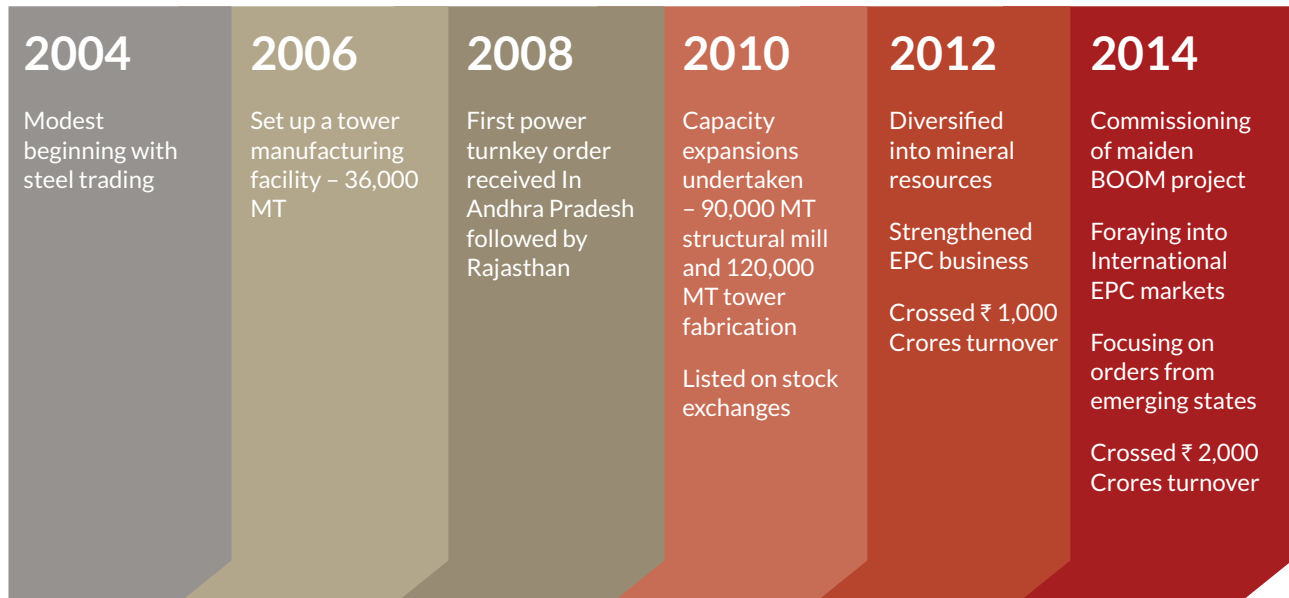 2004
Modest
beginning with
steel trading
2006
Set up a tower
manufacturing
facility – 36,000
MT
2008
First power
turnkey order
received In
Andhra Pradesh
followed by
Rajasthan
2010
Capacity
expansions
undertaken
– 90,000 MT
structural mill
and 120,000
MT tower
fabrication
Listed on stock
exchanges
2012
Diversified
into mineral
resources
Strengthened
EPC business
Crossed ₹ 1,000
Crores turnover
2014
Commissioning
of maiden
BOOM project
Foraying into
International
EPC markets
Focusing on
orders from
emerging states
Crossed ₹ 2,000
Crores turnover